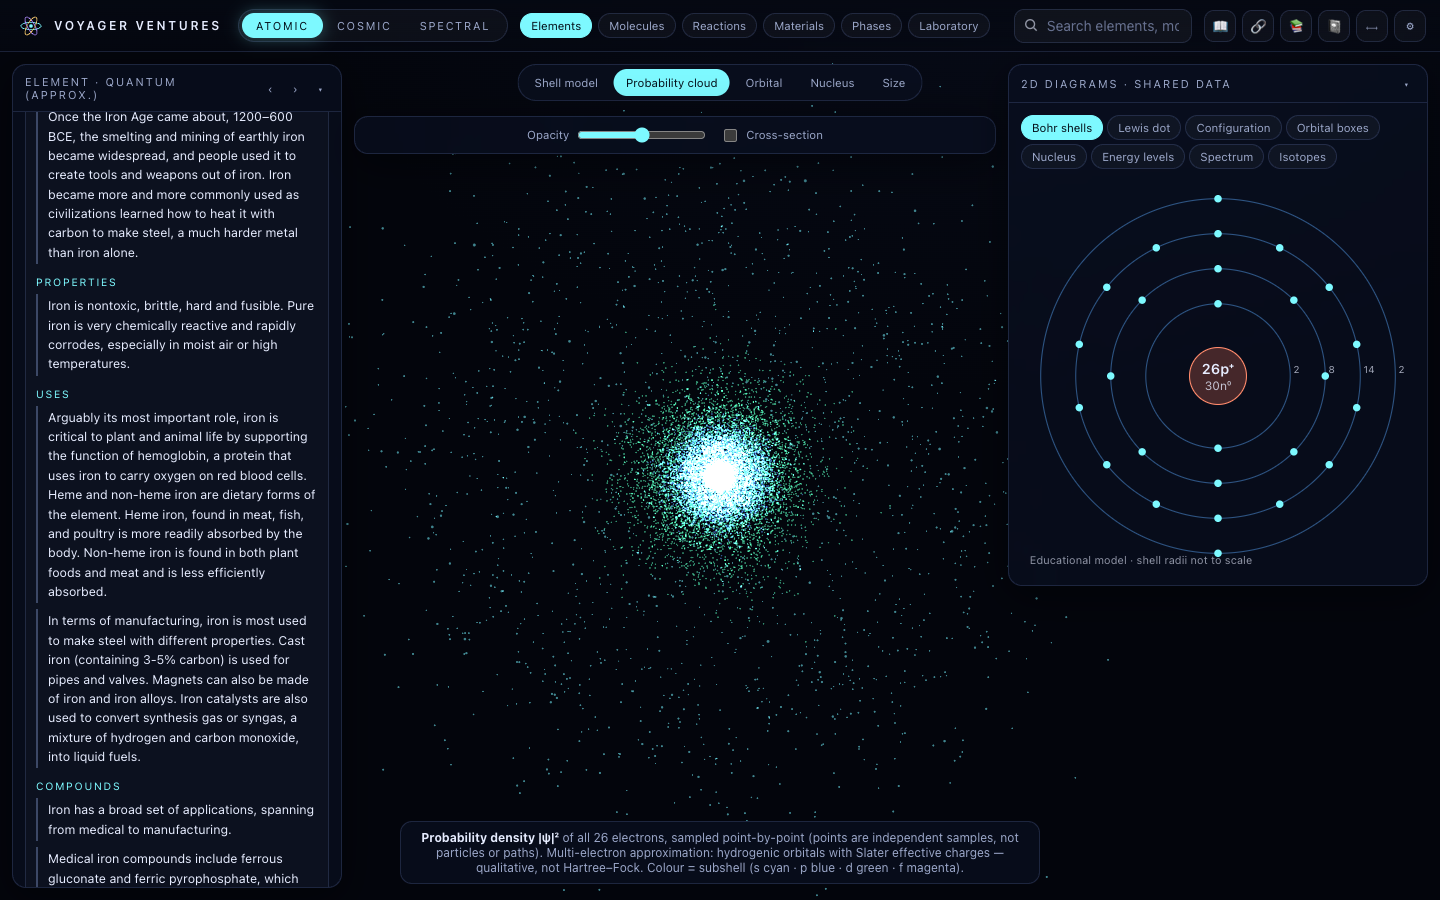 VOYAGER VENTURES
ATOMIC COSMIC SPECTRAL
Elements Molecules Reactions Materials Phases Laboratory
Search elements, mo
ELEMENT · QUANTUM
(APPROX.)
Once the Iron Age came about, 1200–600
BCE, the smelting and mining of earthly iron
became widespread, and people used it to
create tools and weapons out of iron. Iron
became more and more commonly used as
civilizations learned how to heat it with
carbon to make steel, a much harder metal
than iron alone.
PROPERTIES
Iron is nontoxic, brittle, hard and fusible. Pure
iron is very chemically reactive and rapidly
corrodes, especially in moist air or high
temperatures.
USES
Arguably its most important role, iron is
critical to plant and animal life by supporting
the function of hemoglobin, a protein that
uses iron to carry oxygen on red blood cells.
Heme and non-heme iron are dietary forms of
the element. Heme iron, found in meat, fish,
and poultry is more readily absorbed by the
body. Non-heme iron is found in both plant
foods and meat and is less efficiently
absorbed.
In terms of manufacturing, iron is most used
to make steel with different properties. Cast
iron (containing 3-5% carbon) is used for
pipes and valves. Magnets can also be made
of iron and iron alloys. Iron catalysts are also
used to convert synthesis gas or syngas, a
mixture of hydrogen and carbon monoxide,
into liquid fuels.
COMPOUNDS
Iron has a broad set of applications, spanning
from medical to manufacturing.
Medical iron compounds include ferrous
gluconate and ferric pyrophosphate, which
Shell model Probability cloud Orbital Nucleus Size
Opacity Cross-section
Probability density |ψ|² of all 26 electrons, sampled point-by-point (points are independent samples, not
particles or paths). Multi-electron approximation: hydrogenic orbitals with Slater effective charges —
qualitative, not Hartree–Fock. Colour = subshell (s cyan · p blue · d green · f magenta).
2D DIAGRAMS · SHARED DATA
Bohr shells Lewis dot Configuration Orbital boxes
Nucleus Energy levels Spectrum Isotopes
26p⁺
30n⁰
2 8 14 2
Educational model · shell radii not to scale